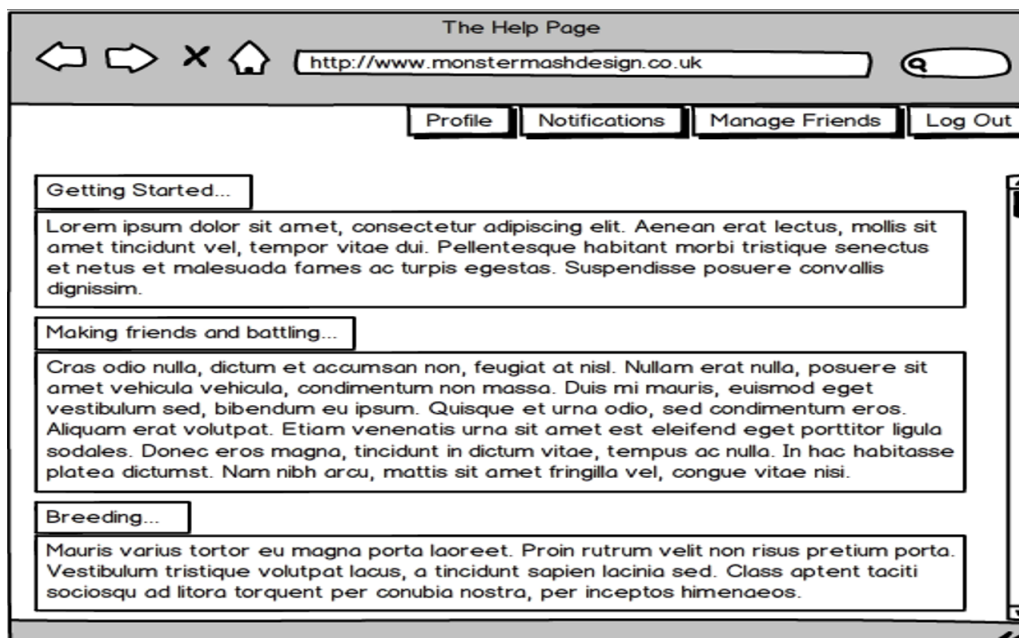 The Help Page
http://www.monstermashdesign.co.uk
Profile Notifications Manage Friends Log Out
Getting Started...
Lorem ipsum dolor sit amet, consectetur adipiscing elit. Aenean erat lectus, mollis sit
amet tincidunt vel, tempor vitae dui. Pellentesque habitant morbi tristique senectus
et netus et malesuada fames ac turpis egestas. Suspendisse posuere convallis
dignissim.
Making friends and battling...
Cras odio nulla, dictum et accumsan non, feugiat at nisl. Nullam erat nulla, posuere sit
amet vehicula vehicula, condimentum non massa. Duis mi mauris, euismod eget
vestibulum sed, bibendum eu ipsum. Quisque et urna odio, sed condimentum eros.
Aliquam erat volutpat. Etiam venenatis urna sit amet est eleifend eget porttitor ligula
sodales. Donec eros magna, tincidunt in dictum vitae, tempus ac nulla. In hac habitasse
platea dictumst. Nam nibh arcu, mattis sit amet fringilla vel, congue vitae nisi.
Breeding...
Mauris varius tortor eu magna porta laoreet. Proin rutrum velit non risus pretium porta.
Vestibulum tristique volutpat lacus, a tincidunt sapien lacinia sed. Class aptent taciti
sociosqu ad litora torquent per conubia nostra, per inceptos himenaeos.